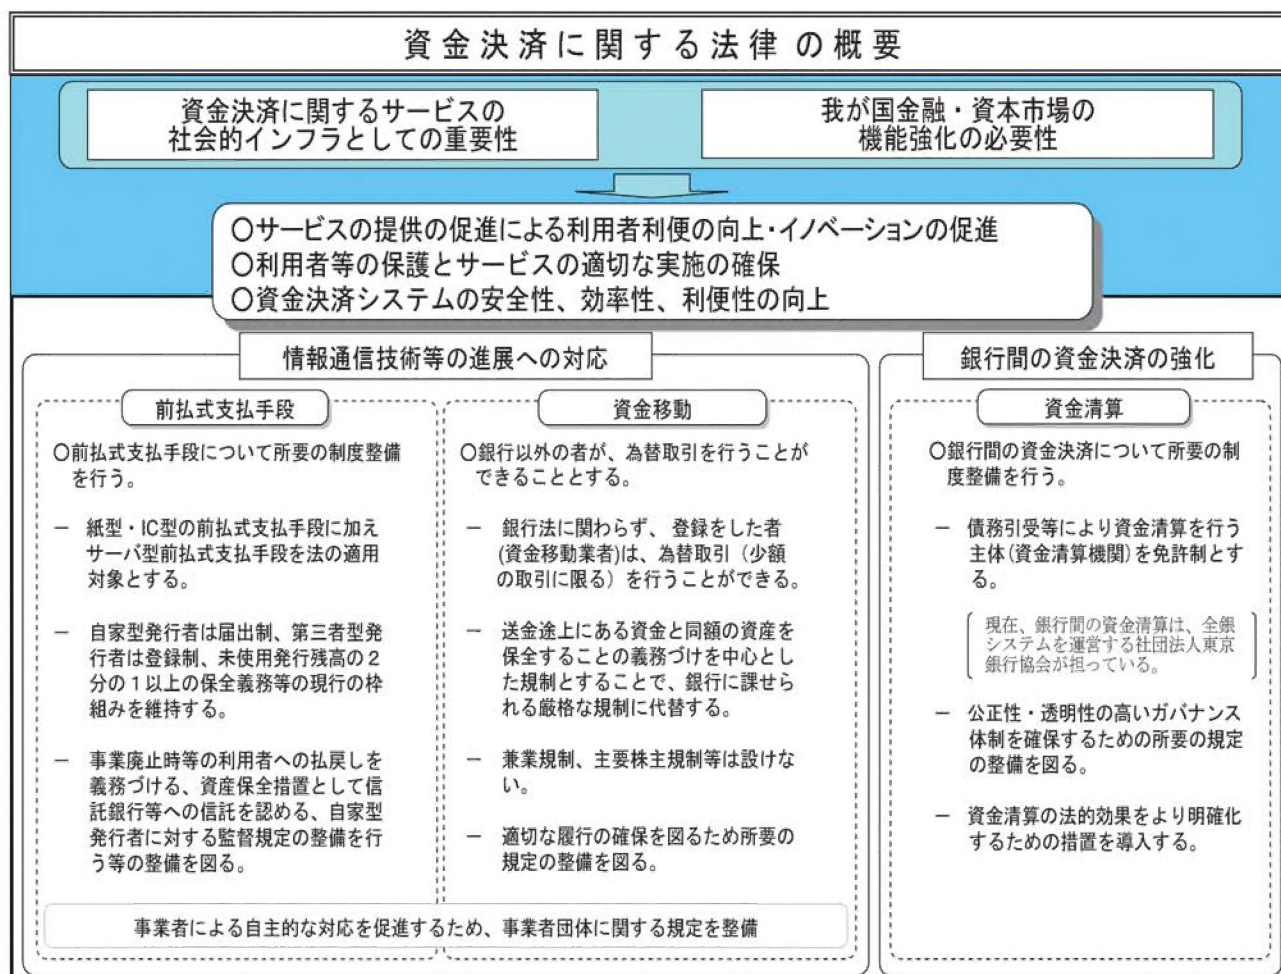 資金決済に関する法律 の概要
資金決済に関するサービスの
社会的インフラとしての重要性
我が国金融・資本市場の
機能強化の必要性
○サービスの提供の促進による利用者利便の向上・イノベーションの促進
○利用者等の保護とサービスの適切な実施の確保
○資金決済システムの安全性、効率性、利便性の向上
情報通信技術等の進展への対応
前払式支払手段
○前払式支払手段について所要の制度整備
を行う。
― 紙型・IC型の前払式支払手段に加え
サーバ型前払式支払手段を法の適用
対象とする。
― 自家型発行者は届出制、第三者型発
行者は登録制、未使用発行残高の２
分の１以上の保全義務等の現行の枠
組みを維持する。
― 事業廃止時等の利用者への払戻しを
義務づける、資産保全措置として信
託銀行等への信託を認める、自家型
発行者に対する監督規定の整備を行
う等の整備を図る。
資金移動
○銀行以外の者が、為替取引を行うことが
できることとする。
― 銀行法に関わらず、 登録をした者
(資金移動業者)は、為替取引（少額
の取引に限る）を行うことができる。
― 送金途上にある資金と同額の資産を
保全することの義務づけを中心とし
た規制とすることで、銀行に課せら
れる厳格な規制に代替する。
― 兼業規制、主要株主規制等は設けな
い。
― 適切な履行の確保を図るため所要の
規定の整備を図る。
事業者による自主的な対応を促進するため、事業者団体に関する規定を整備
銀行間の資金決済の強化
資金清算
○銀行間の資金決済について所要の制
度整備を行う。
― 債務引受等により資金清算を行う
主体(資金清算機関)を免許制とす
る。
現在、銀行間の資金清算は、全銀
システムを運営する社団法人東京
銀行協会が担っている。
― 公正性・透明性の高いガバナンス
体制を確保するための所要の規定
の整備を図る。
― 資金清算の法的効果をより明確化
するための措置を導入する。